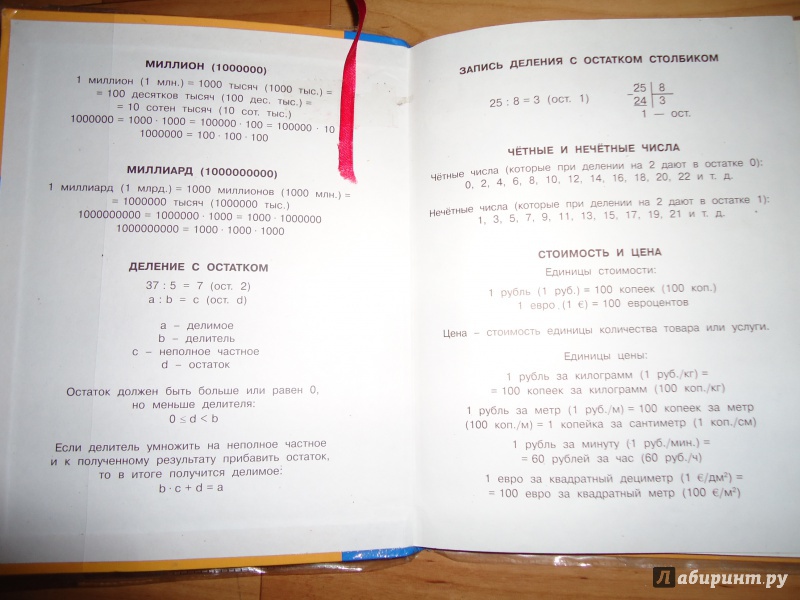 МИЛЛИОН (1000000)
1 миллион (1 млн.) = 1000 тысяч (1000 тыс.) =
= 100 десятков тысяч (100 дес. тыс.) =
= 10 сотен тысяч (10 сот. тыс.)
1000000 = 1000 · 1000 = 10000 · 100 = 100000 · 10
1000000 = 100 · 100 · 100
МИЛЛИАРД (1000000000)
1 миллиард (1 млрд.) = 1000 миллионов (1000 млн.) =
= 1000000 тысяч (1000000 тыс.)
1000000000 = 1000000 · 1000 = 1000 · 1000000
1000000000 = 1000 · 1000 · 1000
ДЕЛЕНИЕ С ОСТАТКОМ
37 : 5 = 7 (ост. 2)
a : b = c (ост. d)
a – делимое
b – делитель
c – неполное частное
d – остаток
Остаток должен быть больше или равен 0,
но меньше делителя:
0 ≤ d < b
Если делитель умножить на неполное частное
и к полученному результату прибавить остаток,
то в итоге получится делимое:
b · c + d = a
ЗАПИСЬ ДЕЛЕНИЯ С ОСТАТКОМ СТОЛБИКОМ
25 : 8 = 3 (ост. 1)
25 8
24 3
1 — ост.
ЧЁТНЫЕ И НЕЧЁТНЫЕ ЧИСЛА
Чётные числа (которые при делении на 2 дают в остатке 0):
0, 2, 4, 6, 8, 10, 12, 14, 16, 18, 20, 22 и т. д.
Нечётные числа (которые при делении на 2 дают в остатке 1):
1, 3, 5, 7, 9, 11, 13, 15, 17, 19, 21 и т. д.
СТОИМОСТЬ И ЦЕНА
Единицы стоимости:
1 рубль (1 руб.) = 100 копеек (100 коп.)
1 евро (1 €) = 100 евроцентов
Цена – стоимость единицы количества товара или услуги.
Единицы цены:
1 рубль за килограмм (1 руб./кг) =
= 100 копеек за килограмм (100 коп./кг)
1 рубль за метр (1 руб./м) = 100 копеек за метр
(100 коп./м) = 1 копейка за сантиметр (1 коп./см)
1 рубль за минуту (1 руб./мин.) =
= 60 рублей за час (60 руб./ч)
1 евро за квадратный дециметр (1 €/дм²) =
= 100 евро за квадратный метр (100 €/м²)
Лабиринт.ру